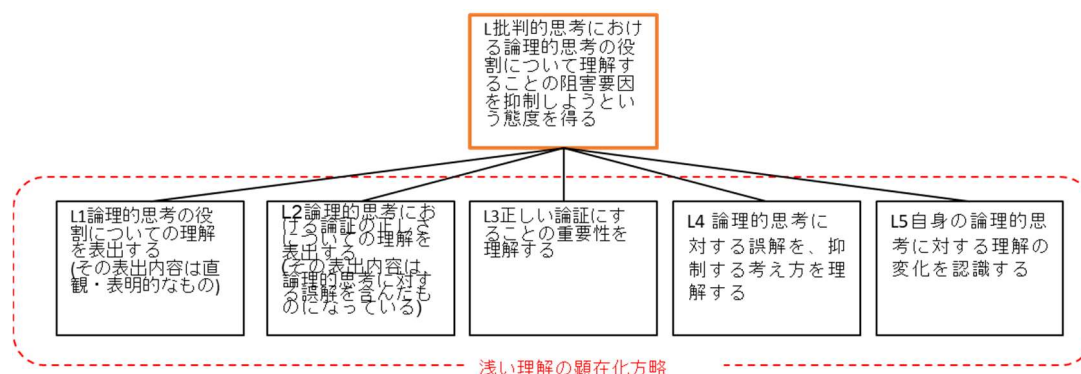 L批判的思考におけ
る論理的思考の役
割について理解す
ることの阻害要因
を抑制しようとい
う態度を得る
L1論理的思考の役
割についての理解
を表出する
(その表出内容は直
観・表明的なもの)
L2論理的思考にお
ける論証の正しさ
についての理解を
表出する
(その表出内容は
論理的思考に対す
る誤解を含んだも
のになっている)
L3正しい論証にす
ることの重要性を
理解する
L4 論理的思考に
対する誤解を、抑
制する考え方を理
解する
L5自身の論理的思
考に対する理解の
変化を認識する
浅い理解の顕在化方略